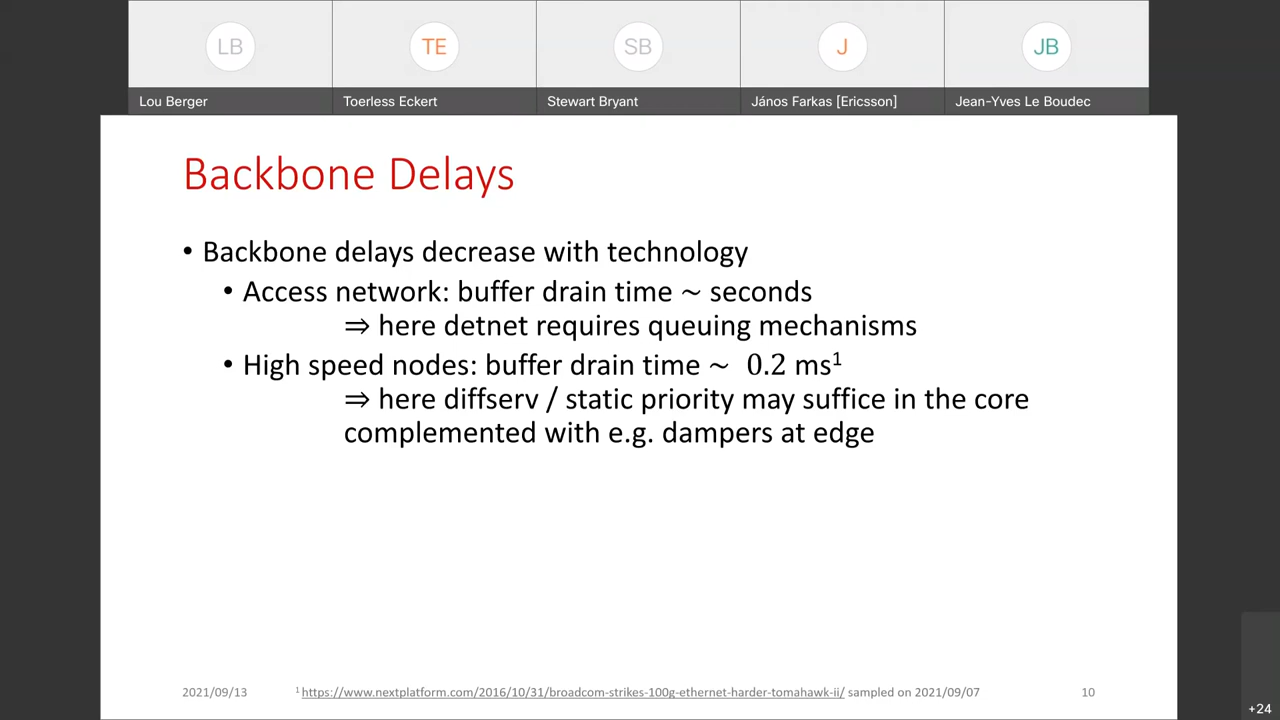 LB
TE
SB
J
JB
Lou Berger
Toerless Eckert
Stewart Bryant
János Farkas [Ericsson]
Jean-Yves Le Boudec
Backbone Delays
• Backbone delays decrease with technology
• Access network: buffer drain time ~ seconds
⇒ here detnet requires queuing mechanisms
• High speed nodes: buffer drain time ~ 0.2 ms¹
⇒ here diffserv / static priority may suffice in the core
complemented with e.g. dampers at edge
2021/09/13
¹ https://www.nextplatform.com/2016/10/31/broadcom-strikes-100g-ethernet-harder-tomahawk-ii/ sampled on 2021/09/07
10
+24